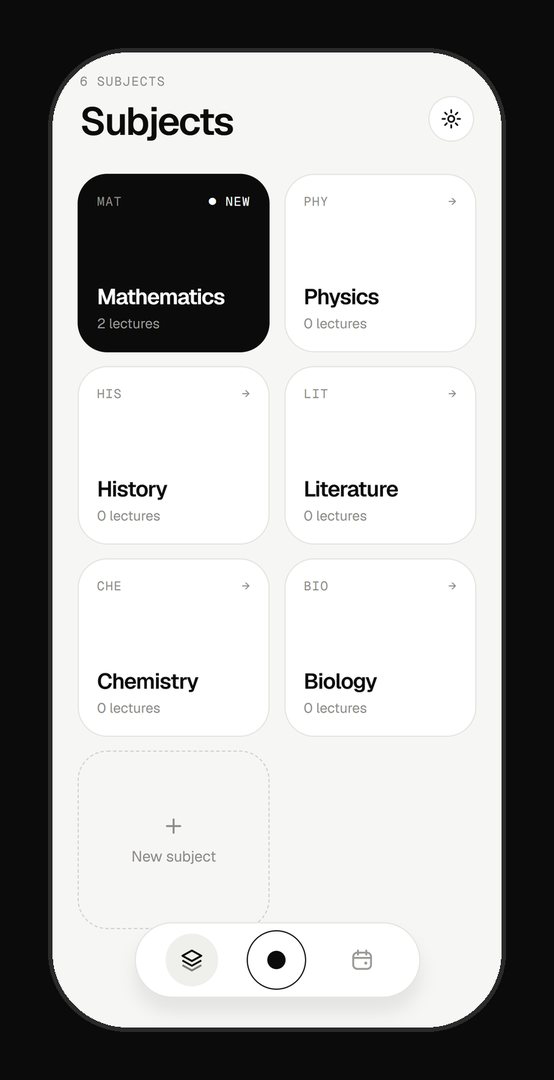 6 SUBJECTS
Subjects
MAT
NEW
Mathematics
2 lectures
PHY
Physics
0 lectures
HIS
History
0 lectures
LIT
Literature
0 lectures
CHE
Chemistry
0 lectures
BIO
Biology
0 lectures
New subject